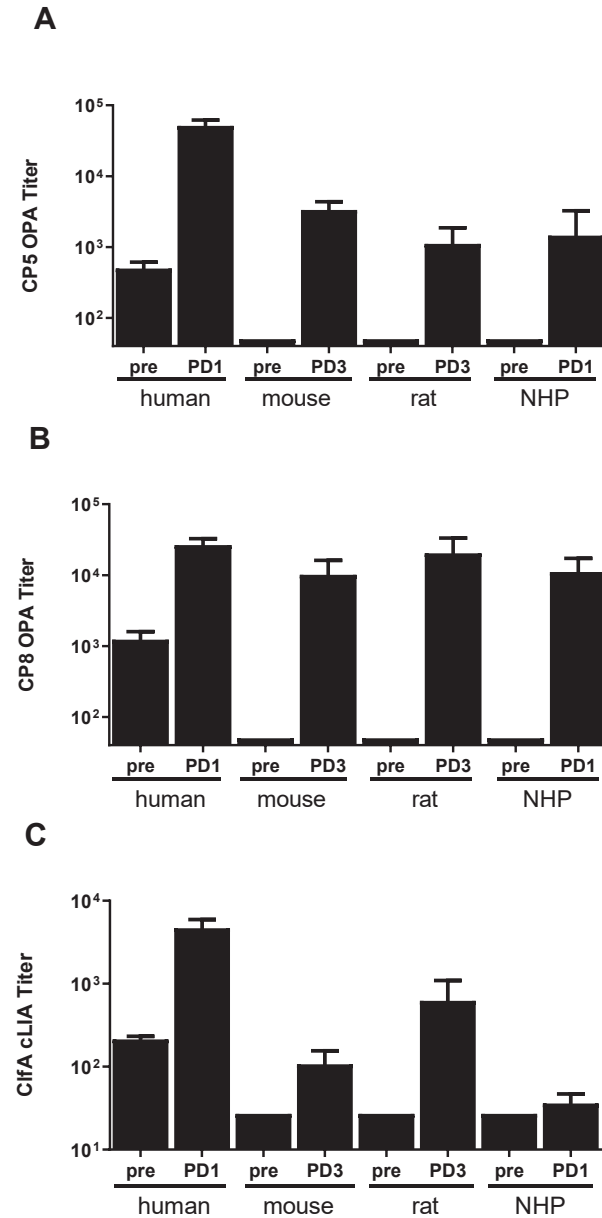 A
CP5 OPA Titer
10⁵
10⁴
10³
10²
pre PD1 pre PD3 pre PD3 pre PD1
human mouse rat NHP
B
CP8 OPA Titer
10⁵
10⁴
10³
10²
pre PD1 pre PD3 pre PD3 pre PD1
human mouse rat NHP
C
ClfA cLIA Titer
10⁴
10³
10²
10¹
pre PD1 pre PD3 pre PD3 pre PD1
human mouse rat NHP